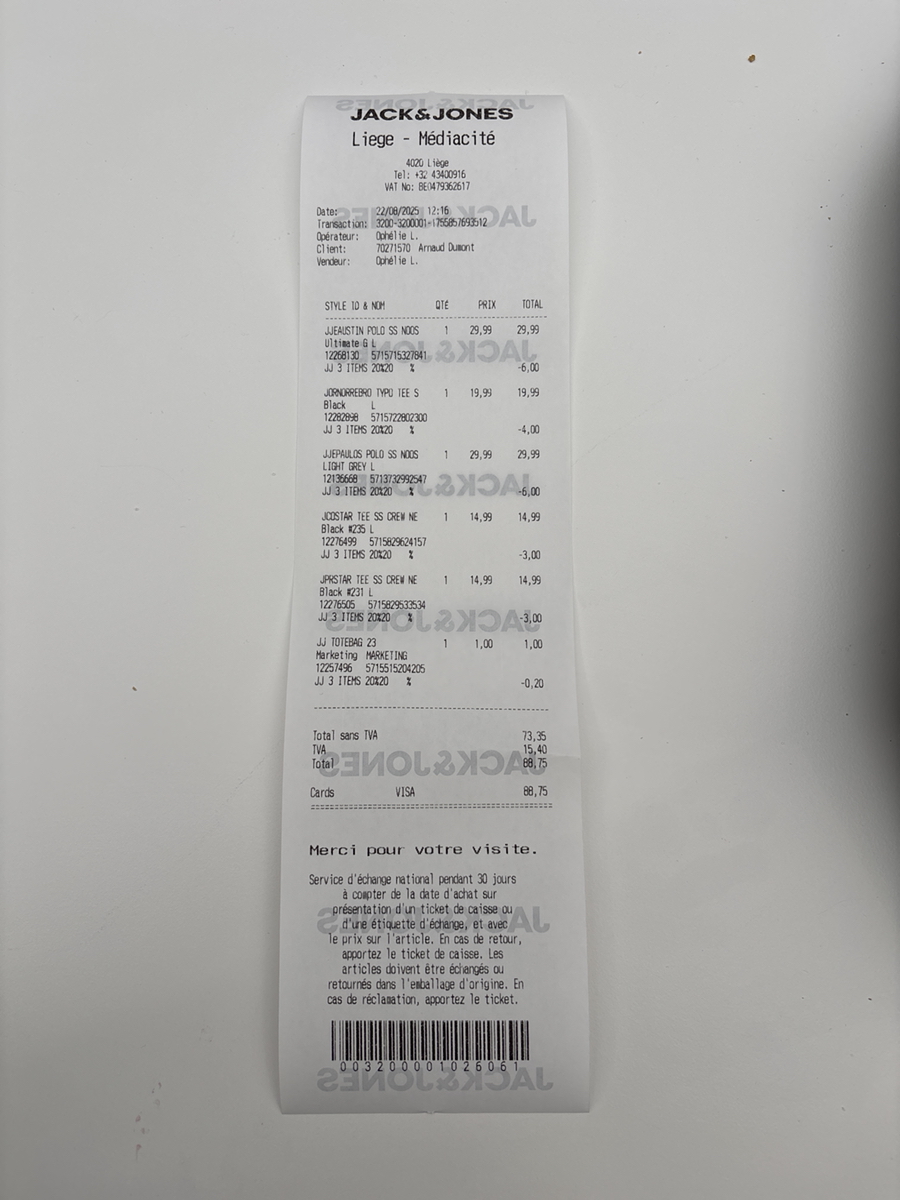 JACK&JONES
Liege - Médiacité
4020 Liège
Tel: +32 43400916
VAT No: BE0479362617
Date: 22/08/2025 12:16
Transaction: 3200-3200001-1755857693512
Opérateur: Ophélie L.
Client: 70271570 Arnaud Dumont
Vendeur: Ophélie L.
STYLE ID & NOM QTÉ PRIX TOTAL
JJEAUSTIN POLO SS NOOS 1 29,99 29,99
Ultimate G L
12268130 5715715327841
JJ 3 ITEMS 20%20 % -6,00
JORNORREBRO TYPO TEE S 1 19,99 19,99
Black L
12282898 5715722802300
JJ 3 ITEMS 20%20 % -4,00
JJEPAULOS POLO SS NOOS 1 29,99 29,99
LIGHT GREY L
12136668 5713732992547
JJ 3 ITEMS 20%20 % -6,00
JCOSTAR TEE SS CREW NE 1 14,99 14,99
Black #235 L
12276499 5715829624157
JJ 3 ITEMS 20%20 % -3,00
JPRSTAR TEE SS CREW NE 1 14,99 14,99
Black #231 L
12276505 5715829533534
JJ 3 ITEMS 20%20 % -3,00
JJ TOTEBAG 23 1 1,00 1,00
Marketing MARKETING
12257496 5715515204205
JJ 3 ITEMS 20%20 % -0,20
Total sans TVA 73,35
TVA 15,40
Total 88,75
Cards VISA 88,75
Merci pour votre visite.
Service d'échange national pendant 30 jours
à compter de la date d'achat sur
présentation d'un ticket de caisse ou
d'une étiquette d'échange, et avec
le prix sur l'article. En cas de retour,
apportez le ticket de caisse. Les
articles doivent être échangés ou
retournés dans l'emballage d'origine. En
cas de réclamation, apportez le ticket.
0032000001026061